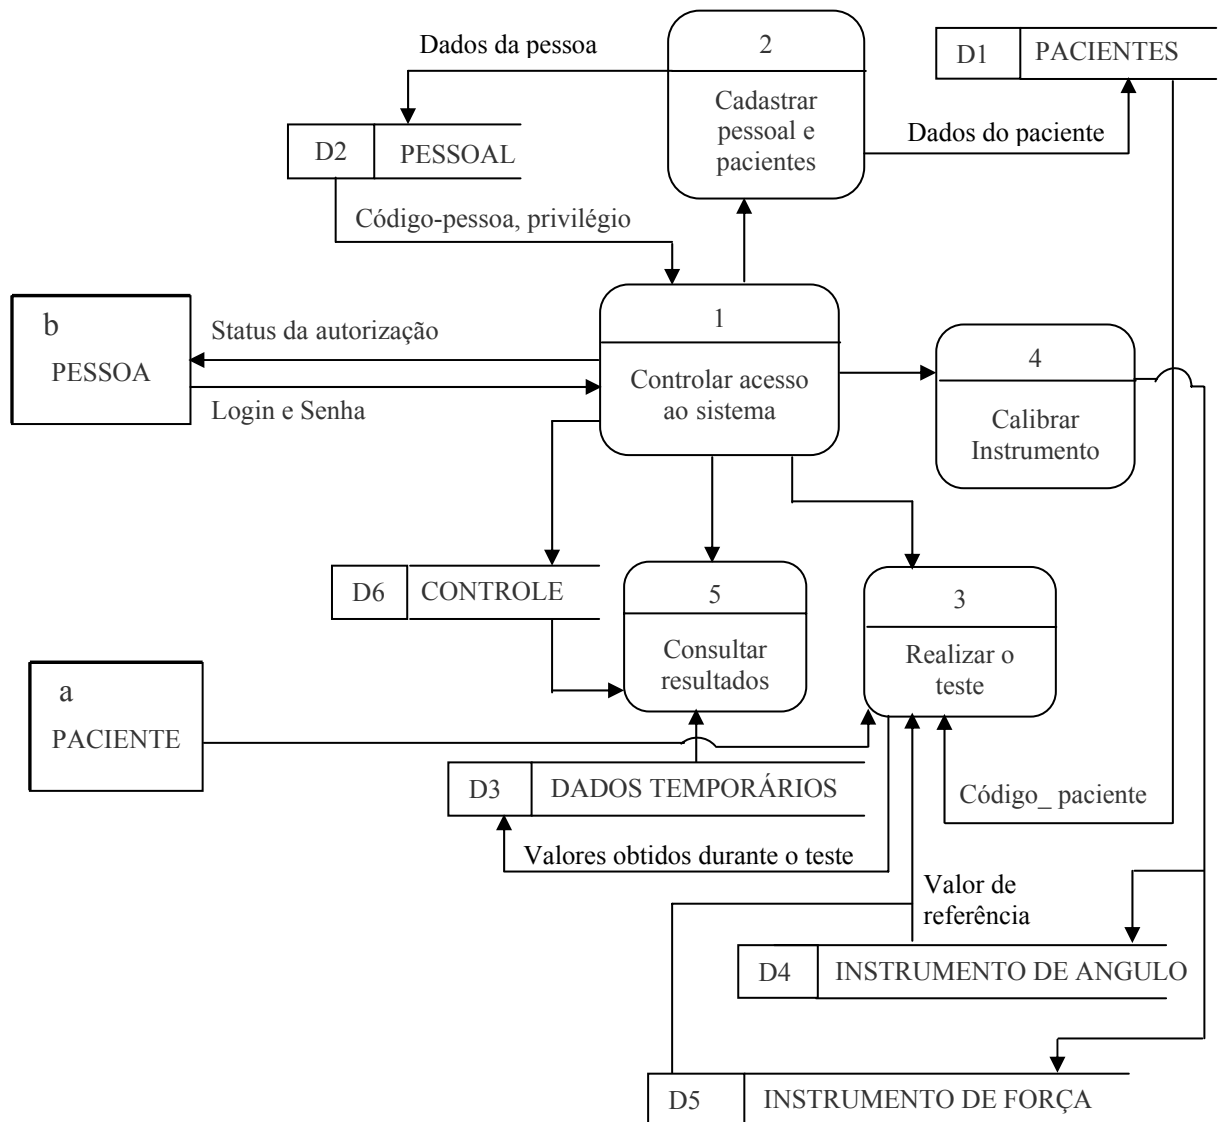 Dados da pessoa
2
Cadastrar
pessoal e
pacientes
D1
PACIENTES
Dados do paciente
D2
PESSOAL
Código-pessoa, privilégio
b
PESSOA
Status da autorização
Login e Senha
1
Controlar acesso
ao sistema
4
Calibrar
Instrumento
D6
CONTROLE
5
Consultar
resultados
3
Realizar o
teste
a
PACIENTE
D3
DADOS TEMPORÁRIOS
Código_ paciente
Valores obtidos durante o teste
Valor de
referência
D4
INSTRUMENTO DE ANGULO
D5
INSTRUMENTO DE FORÇA